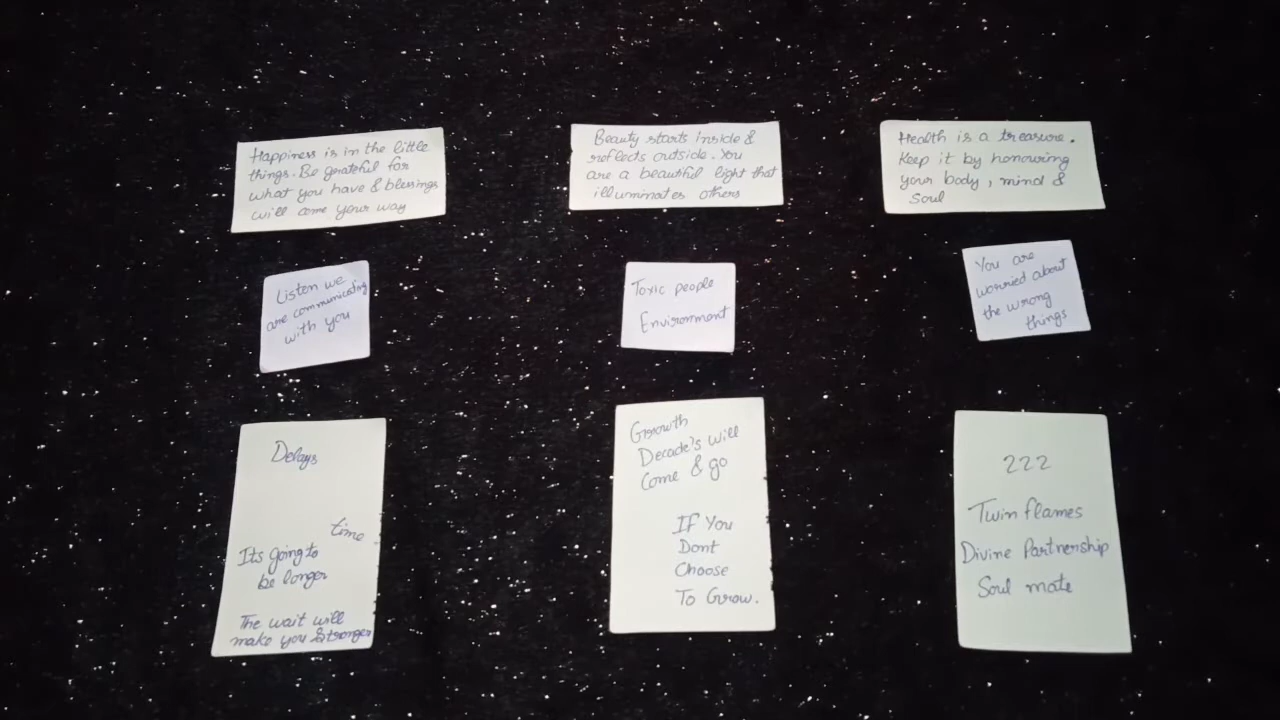 Happiness is in the little
things. Be grateful for
what you have & blessings
will come your way
Beauty starts inside &
reflects outside. You
are a beautiful light that
illuminates others
Health is a treasure.
Keep it by honouring
your body, mind &
Soul
Listen we
are communicating
with you
Toxic people
Environment
You are
worried about
the wrong
things
Delays
time
Its going to
be longer
The wait will
make you stronger
Growth
Decade's will
Come & go
IF You
Dont
Choose
To Grow.
222
Twin flames
Divine Partnership
Soul mate